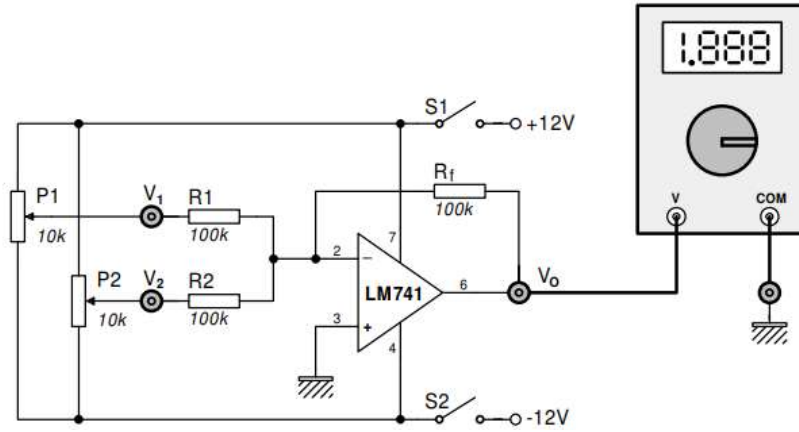 1.888
S1
+12V
P1
10k
V1
R1
100k
Rf
100k
V
COM
P2
10k
V2
R2
100k
2
−
7
LM741
6
Vo
3
+
4
S2
-12V